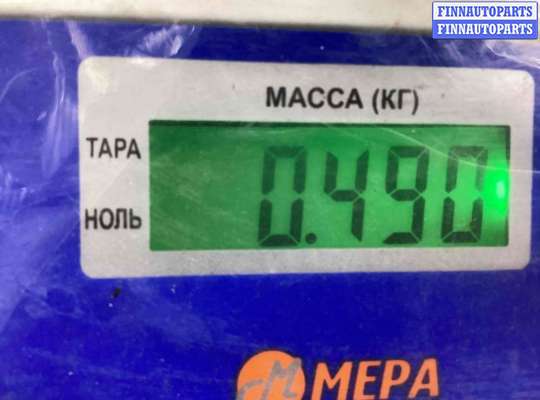 FINNAUTOPARTS
FINNAUTOPARTS
МАССА (КГ)
ТАРА
0.490
НОЛЬ
МЕРА